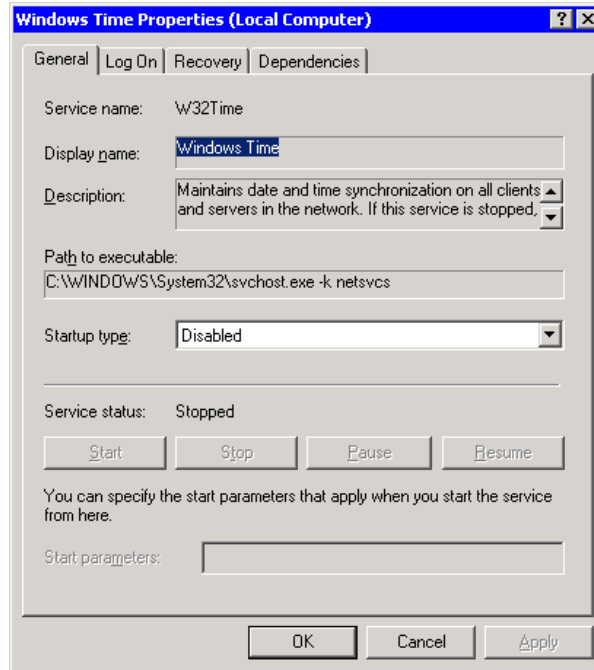 Windows Time Properties (Local Computer)
General Log On Recovery Dependencies
Service name: W32Time
Display name: Windows Time
Description: Maintains date and time synchronization on all clients
and servers in the network. If this service is stopped,
Path to executable:
C:\WINDOWS\System32\svchost.exe -k netsvcs
Startup type: Disabled
Service status: Stopped
Start Stop Pause Resume
You can specify the start parameters that apply when you start the service
from here.
Start parameters:
OK Cancel Apply